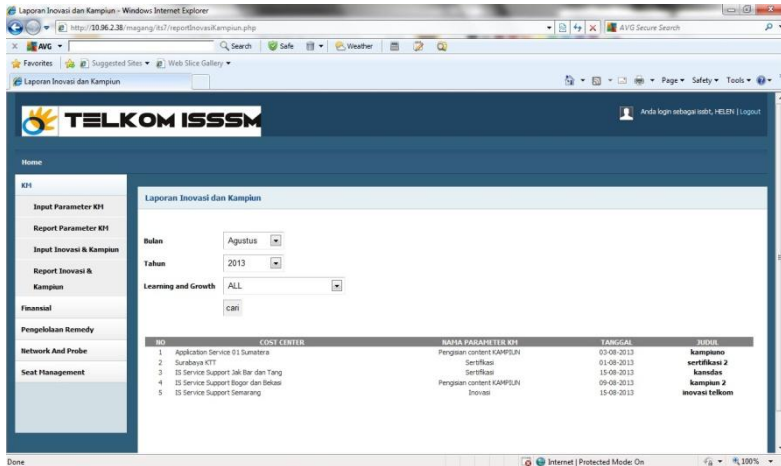 Laporan Inovasi dan Kampiun - Windows Internet Explorer
http://10.96.2.38/magang/its7/reportInovasiKampiun.php
AVG Secure Search
AVG Search Safe Weather
Favorites Suggested Sites Web Slice Gallery
Laporan Inovasi dan Kampiun
Page Safety Tools
TELKOM ISSSM
Anda login sebagai issbt, HELEN | Logout
Home
KM
Input Parameter KM
Report Parameter KM
Input Inovasi & Kampiun
Report Inovasi &
Kampiun
Finansial
Pengelolaan Remedy
Network And Probe
Seat Management
Laporan Inovasi dan Kampiun
Bulan Agustus
Tahun 2013
Learning and Growth ALL
cari
NO COST CENTER NAMA PARAMETER KM TANGGAL JUDUL
1 Application Service 01 Sumatera Pengisian content KAMPIUN 03-08-2013 kampiuno
2 Surabaya KTT Sertifikasi 01-08-2013 sertifikasi 2
3 IS Service Support Jak Bar dan Tang Sertifikasi 15-08-2013 kansdas
4 IS Service Support Bogor dan Bekasi Pengisian content KAMPIUN 09-08-2013 kampiun 2
5 IS Service Support Semarang Inovasi 15-08-2013 inovasi telkom
Done
Internet | Protected Mode: On
100%